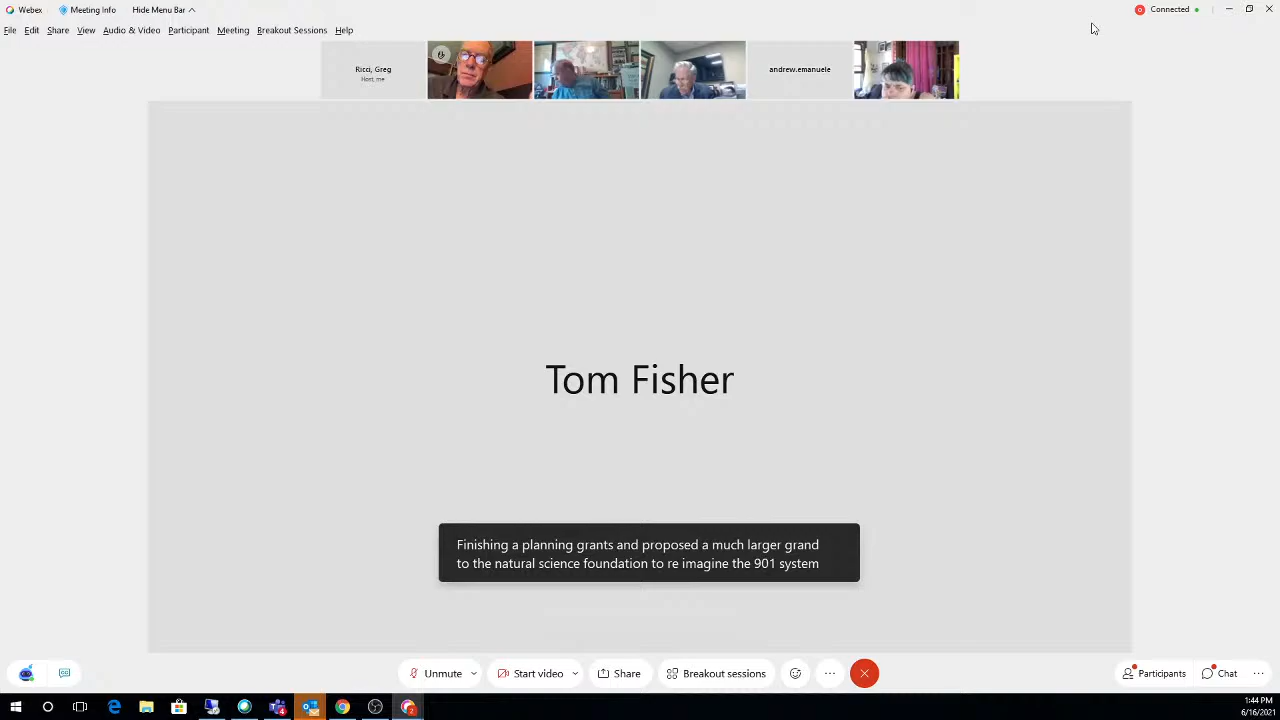 Webex Meeting Info Hide Menu Bar Connected
File Edit Share View Audio & Video Participant Meeting Breakout Sessions Help
Ricci, Greg
Host, me
andrew.emanuele
Tom Fisher
Finishing a planning grants and proposed a much larger grand
to the natural science foundation to re imagine the 901 system
Unmute Start video Share Breakout sessions Participants Chat
1:44 PM
6/16/2021